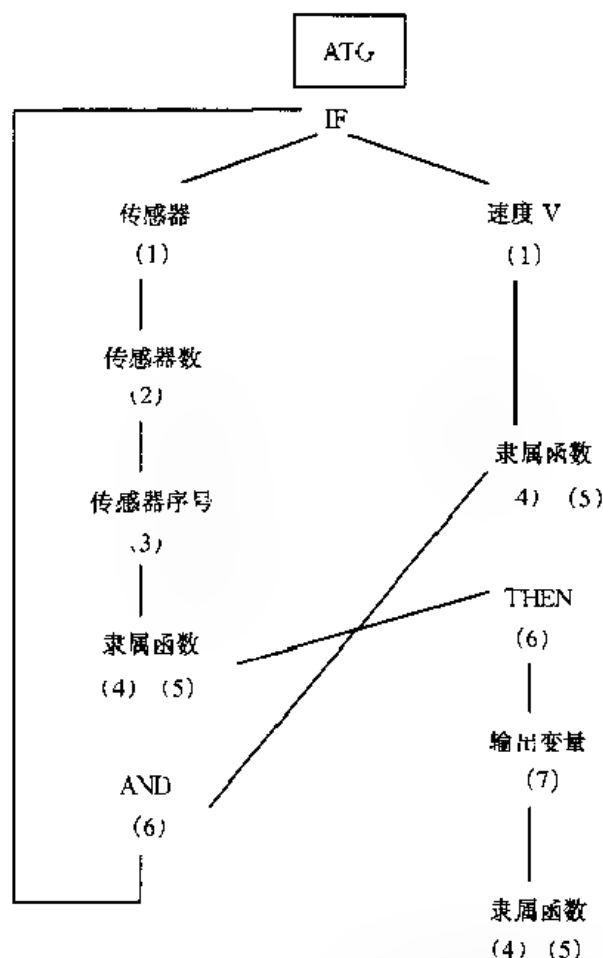 ATG
IF
传感器
(1)
速度 V
(1)
传感器数
(2)
隶属函数
4) (5)
传感器序号
(3)
THEN
(6)
隶属函数
(4) (5)
输出变量
(7)
AND
(6)
隶属函数
(4) (5)